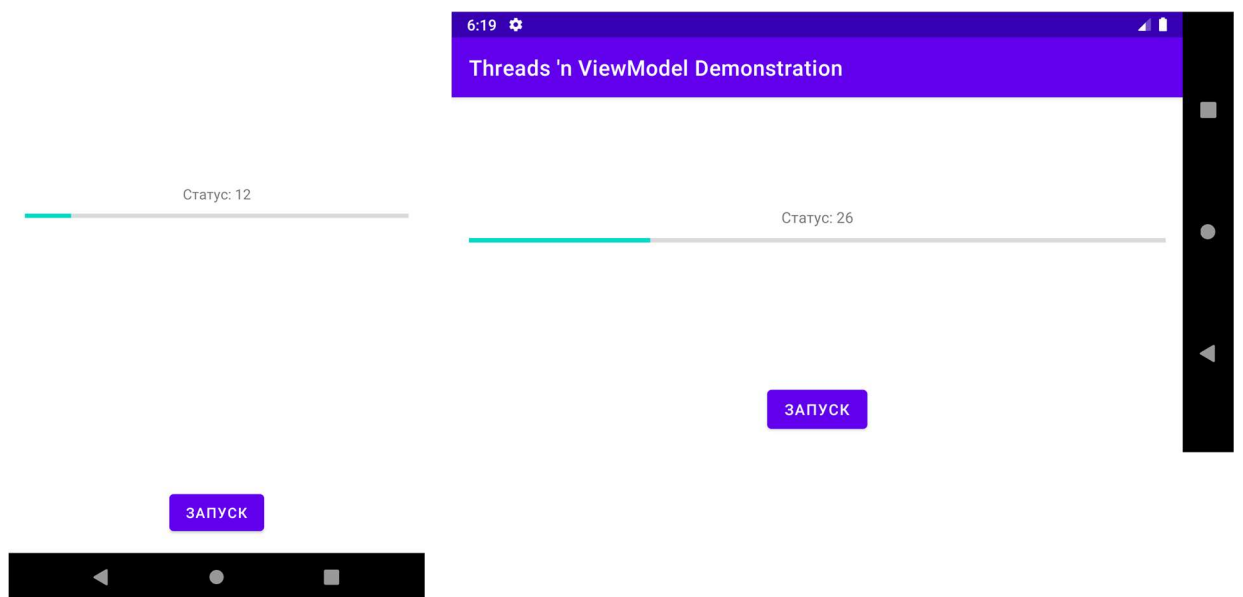 Статус: 12
ЗАПУСК
6:19
Threads 'n ViewModel Demonstration
Статус: 26
ЗАПУСК